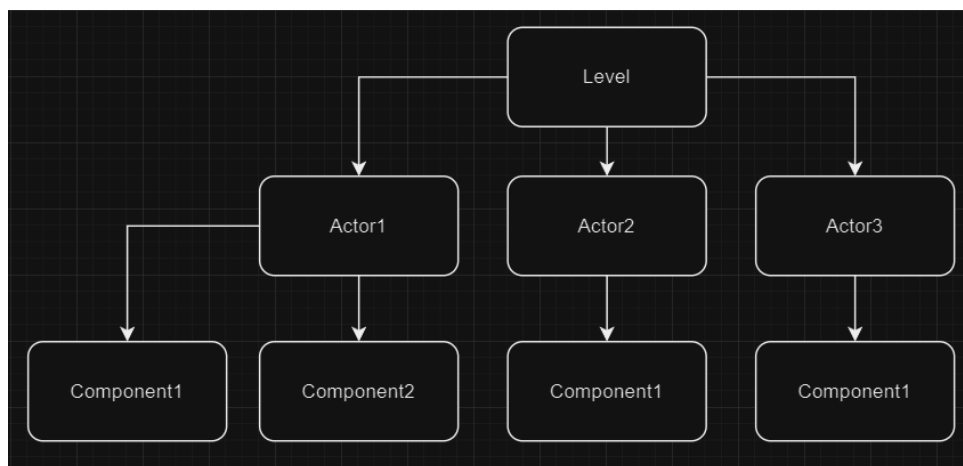 Level
Actor1
Actor2
Actor3
Component1
Component2
Component1
Component1